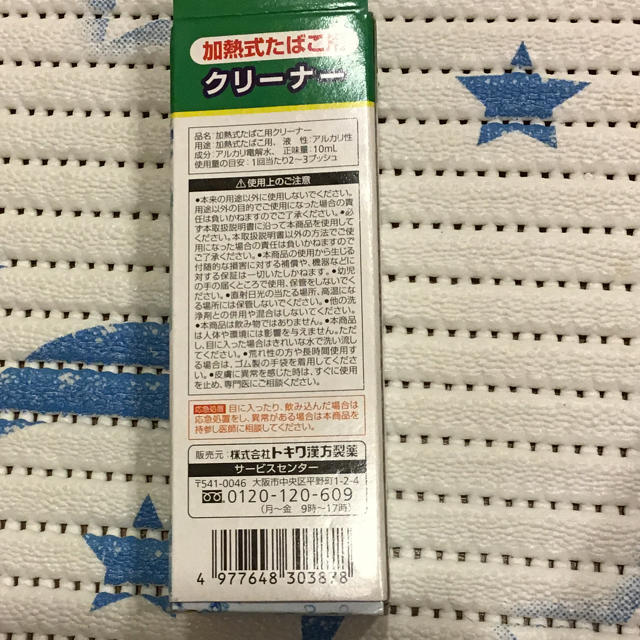 加熱式たばこ用
クリーナー
品名:加熱式たばこ用クリーナー
用途:加熱式たばこ用、 液 性:アルカリ性
成分:アルカリ電解水、 正味量:10mL
使用量の目安:1回当たり2〜3プッシュ
⚠使用上のご注意
●本来の用途以外に使用しないでください。
用途以外の目的でご使用になった場合の責
任は負いかねますのでご了承ください。●必
ず本取扱説明書に沿って本商品を使用して
ください。本取扱説明書以外の方法でご使
用になった場合の責任は負いかねますので
ご了承ください。●本商品の使用から生じる
付随的な損害に対する補償や、機器などに
対する保証は一切いたしかねます。●幼児
の手の届くところで使用、保管をしないでくだ
さい。●直射日光の当たる場所、高温にな
る場所には保管しないでください。●他の洗
浄剤との併用や混合はしないでください。
●本商品は飲み物ではありません。●本商品
は人体や環境には影響を与えません。ただ
し、目に入った場合はきれいな水で洗い流し
てください。●荒れ性の方や長時間使用す
る場合は、ゴム製の手袋を着用してくださ
い。●皮膚に異常を感じた時は、すぐに使用
を止め、専門医にご相談ください。
応急処置 目に入ったり、飲み込んだ場合は
応急処置をし、異常がある場合は本商品を
持参し医師に相談してください。
販売元:株式会社トキワ漢方製薬
サービスセンター
〒541-0046 大阪市中央区平野町1-2-4
0120-120-609
(月〜金 9時〜17時)
4 977648 303838